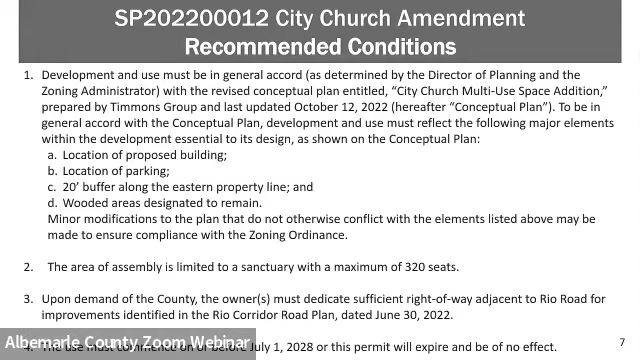 SP202200012 City Church Amendment
Recommended Conditions
1. Development and use must be in general accord (as determined by the Director of Planning and the
Zoning Administrator) with the revised conceptual plan entitled, “City Church Multi-Use Space Addition,”
prepared by Timmons Group and last updated October 12, 2022 (hereafter “Conceptual Plan”). To be in
general accord with the Conceptual Plan, development and use must reflect the following major elements
within the development essential to its design, as shown on the Conceptual Plan:
a. Location of proposed building;
b. Location of parking;
c. 20’ buffer along the eastern property line; and
d. Wooded areas designated to remain.
Minor modifications to the plan that do not otherwise conflict with the elements listed above may be
made to ensure compliance with the Zoning Ordinance.
2. The area of assembly is limited to a sanctuary with a maximum of 320 seats.
3. Upon demand of the County, the owner(s) must dedicate sufficient right-of-way adjacent to Rio Road for
improvements identified in the Rio Corridor Road Plan, dated June 30, 2022.
4. The use must commence on or before July 1, 2028 or this permit will expire and be of no effect.
Albemarle County Zoom Webinar
7